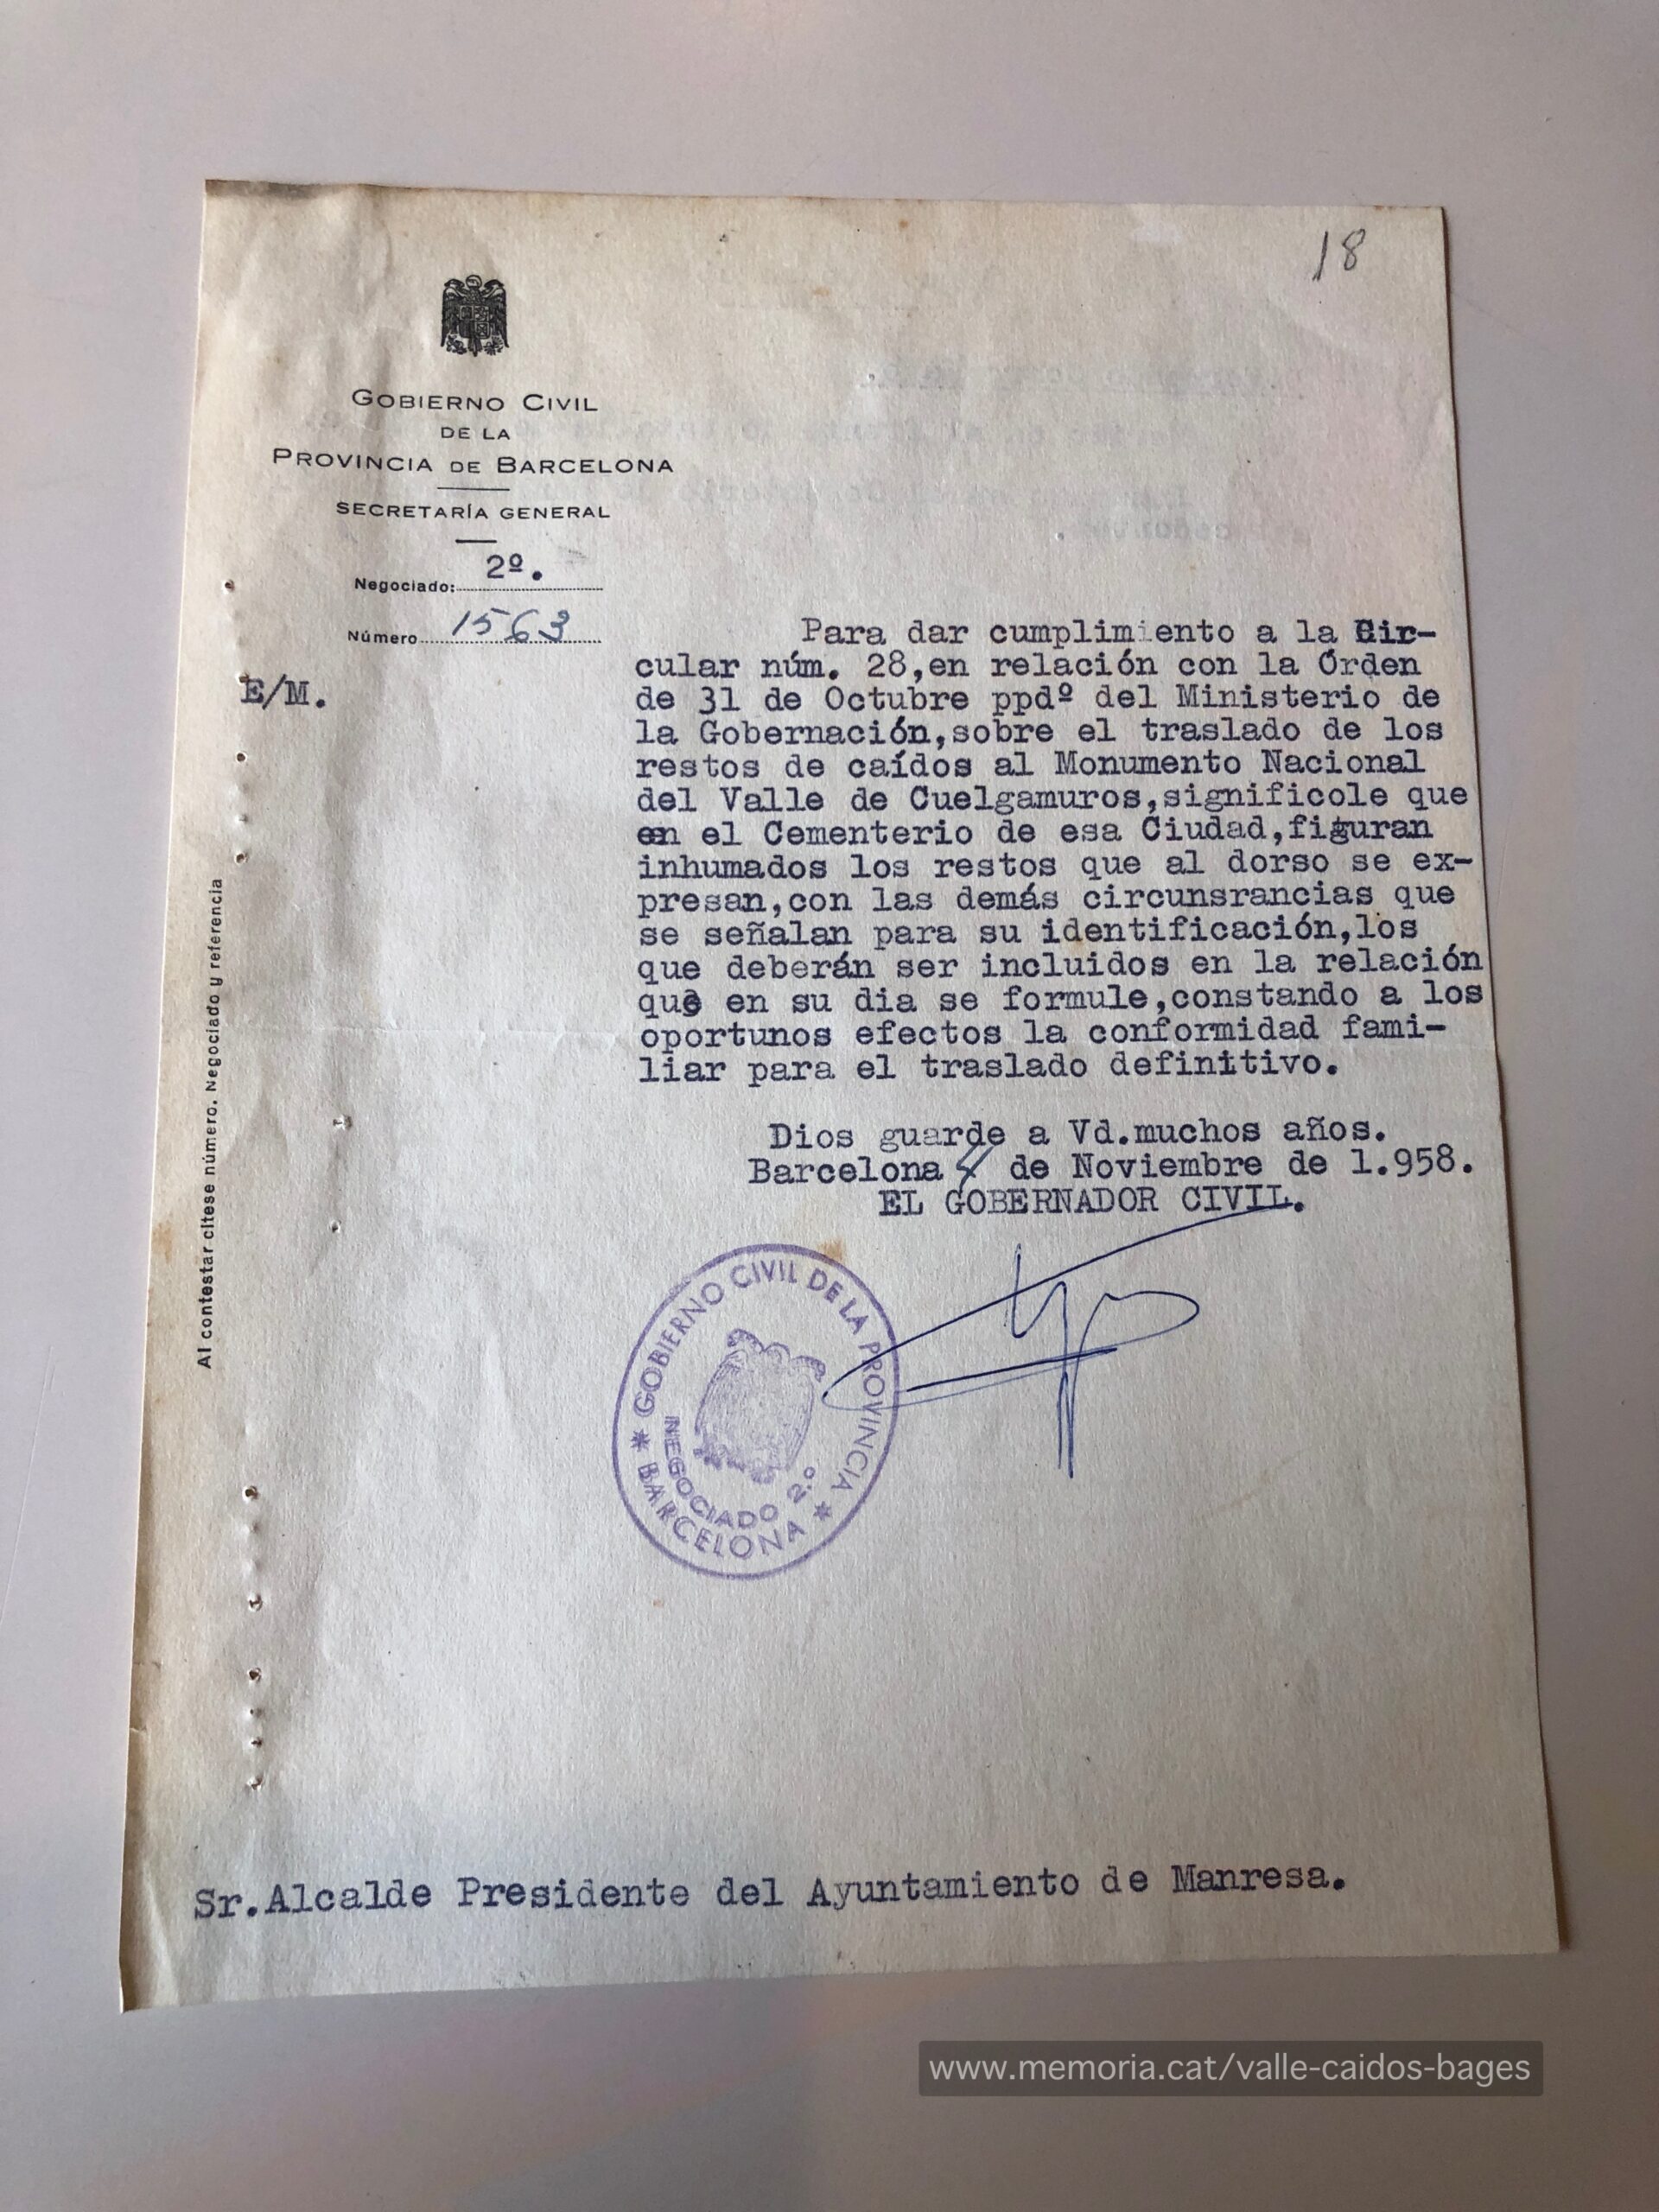 18
GOBIERNO CIVIL
DE LA
PROVINCIA DE BARCELONA
SECRETARÍA GENERAL
Negociado: 2º.
Número 1563
E/M.
Al contestar cítese número, Negociado y referencia
Para dar cumplimiento a la Cir-
cular núm. 28,en relación con la Orden
de 31 de Octubre ppdº del Ministerio de
la Gobernación,sobre el traslado de los
restos de caídos al Monumento Nacional
del Valle de Cuelgamuros,significole que
en el Cementerio de esa Ciudad,figuran
inhumados los restos que al dorso se ex-
presan,con las demás circunsrancias que
se señalan para su identificación,los
que deberán ser incluidos en la relación
que en su dia se formule,constando a los
oportunos efectos la conformidad fami-
liar para el traslado definitivo.
Dios guarde a Vd.muchos años.
Barcelona 4 de Noviembre de 1.958.
EL GOBERNADOR CIVIL.
GOBIERNO CIVIL DE LA PROVINCIA
NEGOCIADO 2.º
* BARCELONA *
Sr.Alcalde Presidente del Ayuntamiento de Manresa.
www.memoria.cat/valle-caidos-bages